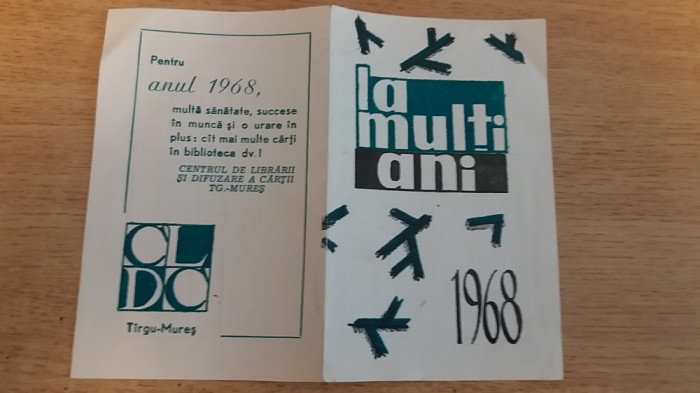 Pentru
anul 1968,
multă sănătate, succese
în muncă și o urare în
plus: cît mai multe cărți
în biblioteca dv.!
CENTRUL DE LIBRĂRII
ȘI DIFUZARE A CĂRȚII
TG.-MUREȘ
CL
DC
Tîrgu-Mureș
la
mulți
ani
1968